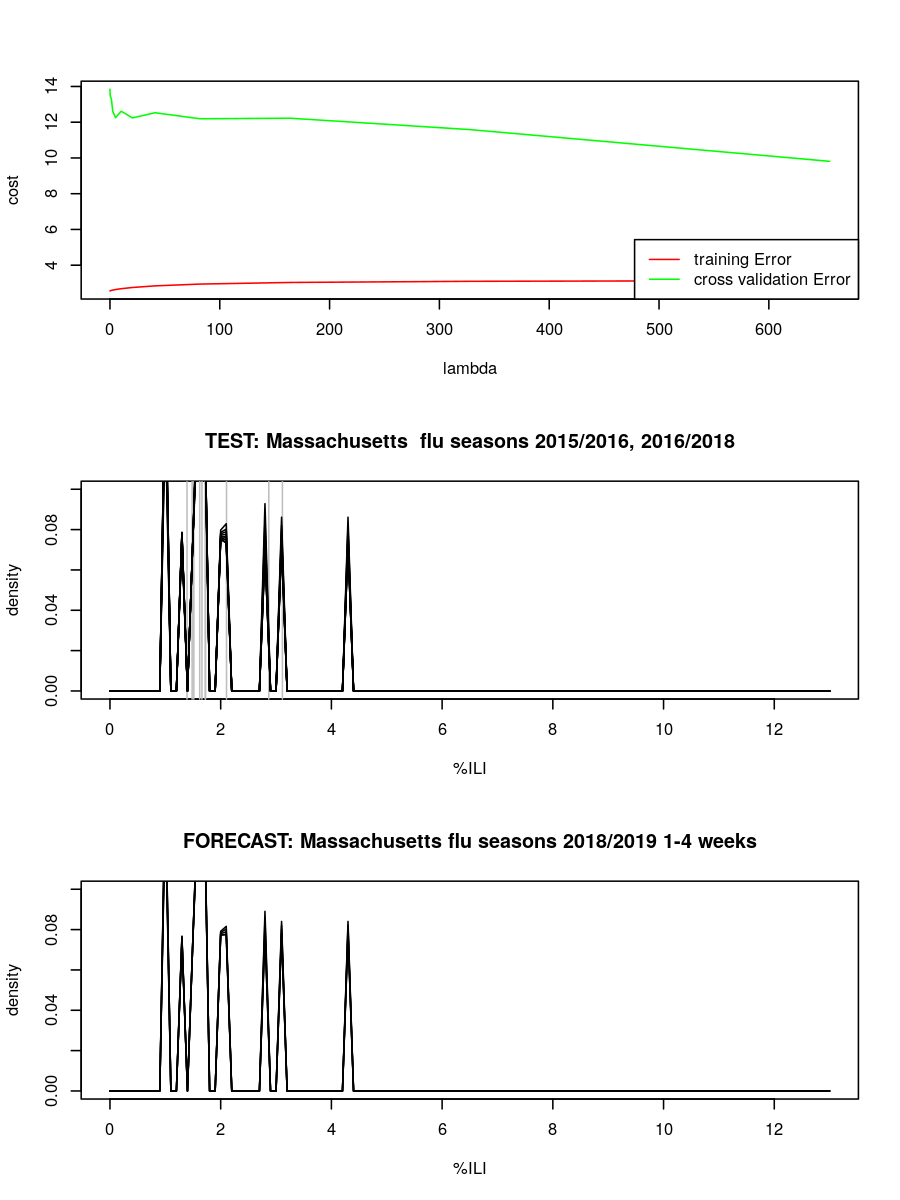 cost
14
12
10
8
6
4
training Error
cross validation Error
0 100 200 300 400 500 600
lambda
TEST: Massachusetts  flu seasons 2015/2016, 2016/2018
density
0.08
0.04
0.00
0 2 4 6 8 10 12
%ILI
FORECAST: Massachusetts flu seasons 2018/2019 1-4 weeks
density
0.08
0.04
0.00
0 2 4 6 8 10 12
%ILI